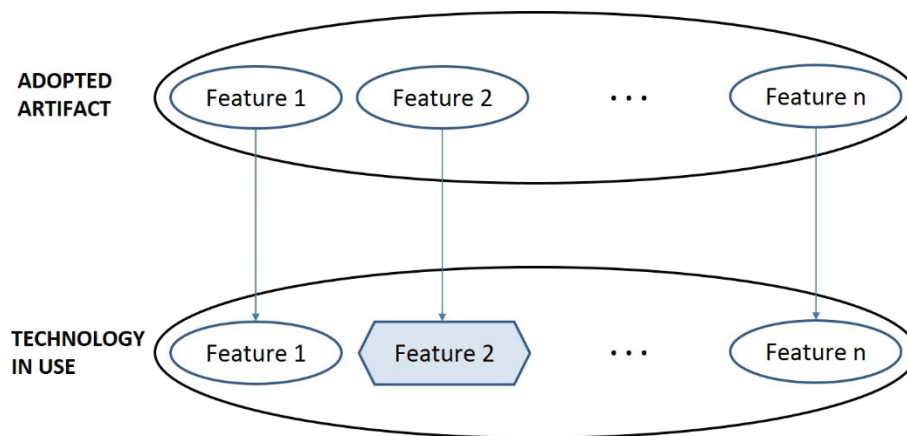 ADOPTED
ARTIFACT
Feature 1
Feature 2
...
Feature n
TECHNOLOGY
IN USE
Feature 1
Feature 2
...
Feature n